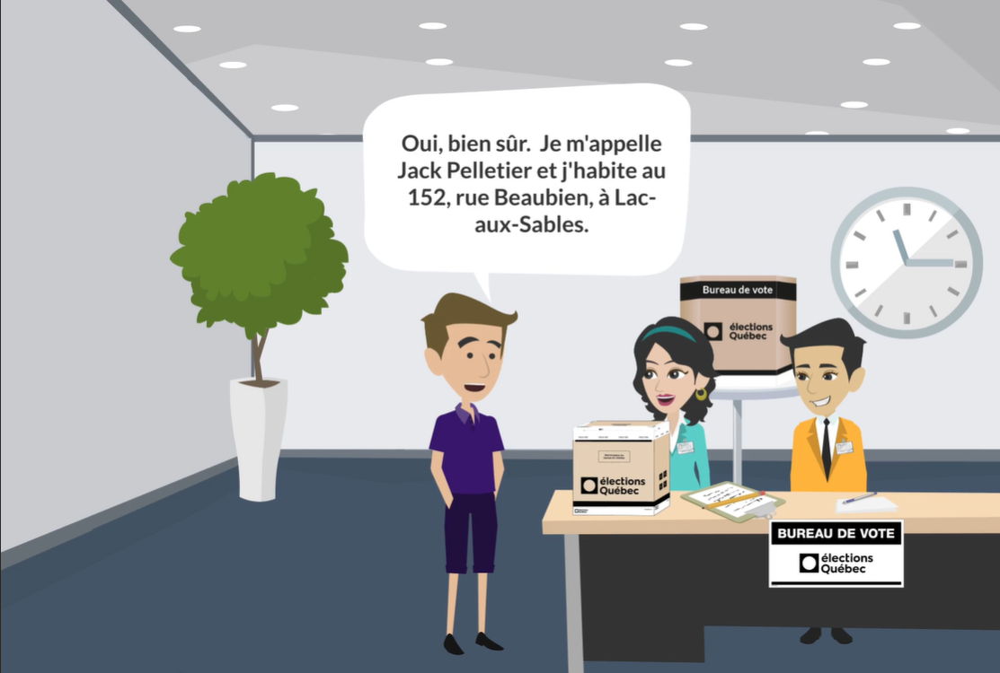 Oui, bien sûr.  Je m'appelle
Jack Pelletier et j'habite au
152, rue Beaubien, à Lac-
aux-Sables.
Bureau de vote
élections
Québec
élections
Québec
BUREAU DE VOTE
élections
Québec